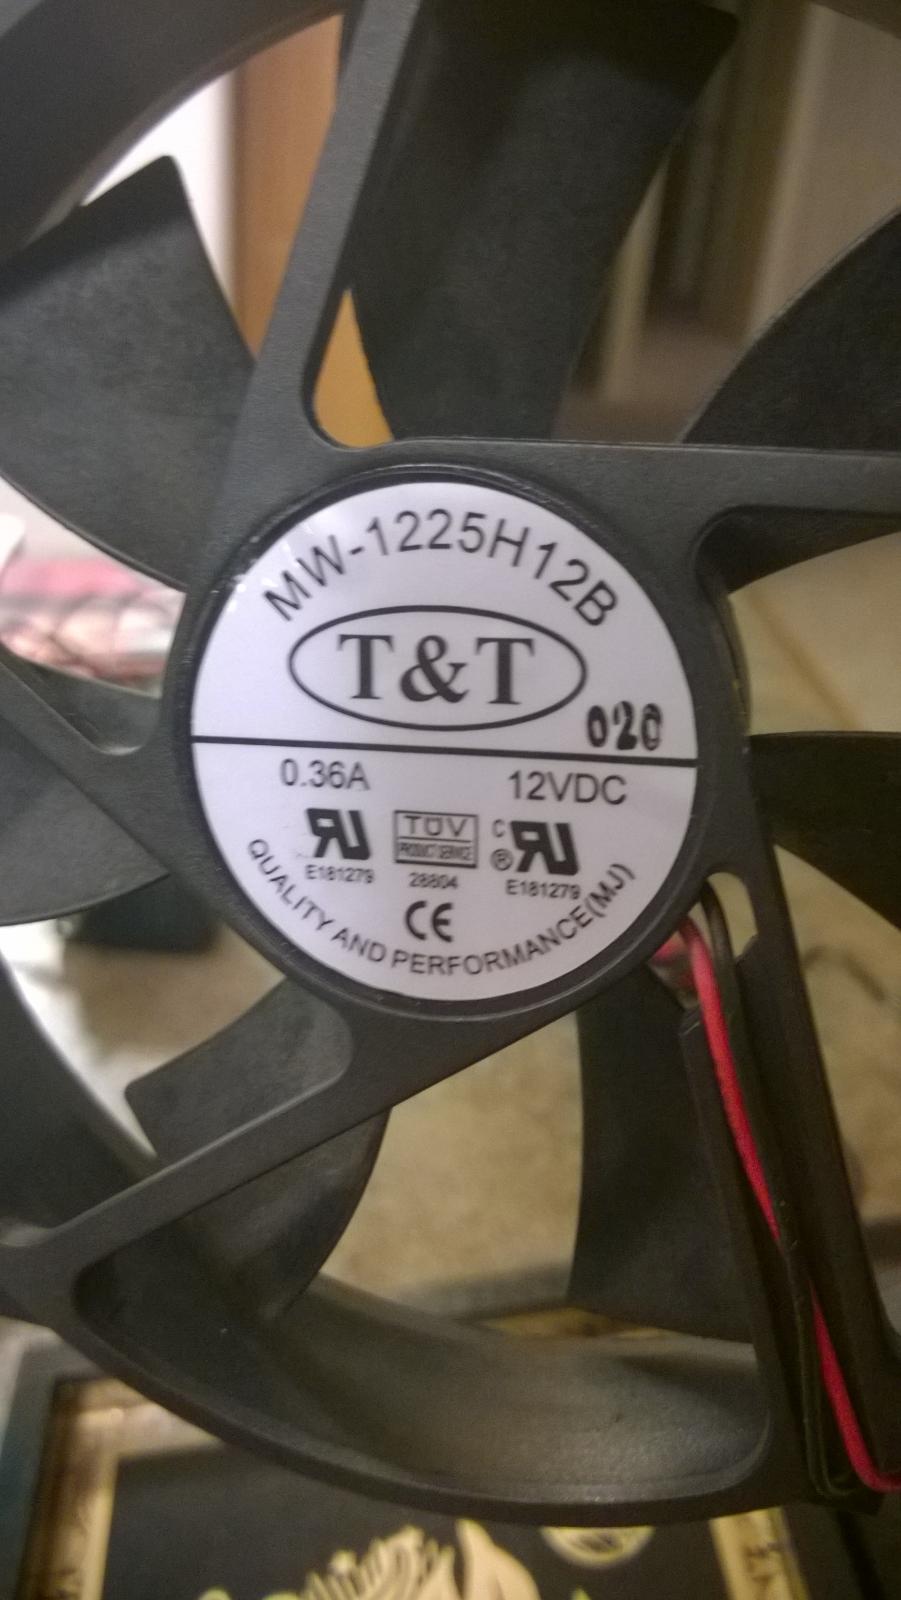 MW-1225H12B
T&T
020
0.36A 12VDC
TÜV
PRODUCT SERVICE
C
®
E181279 28804 E181279
CE
QUALITY AND PERFORMANCE(MJ)